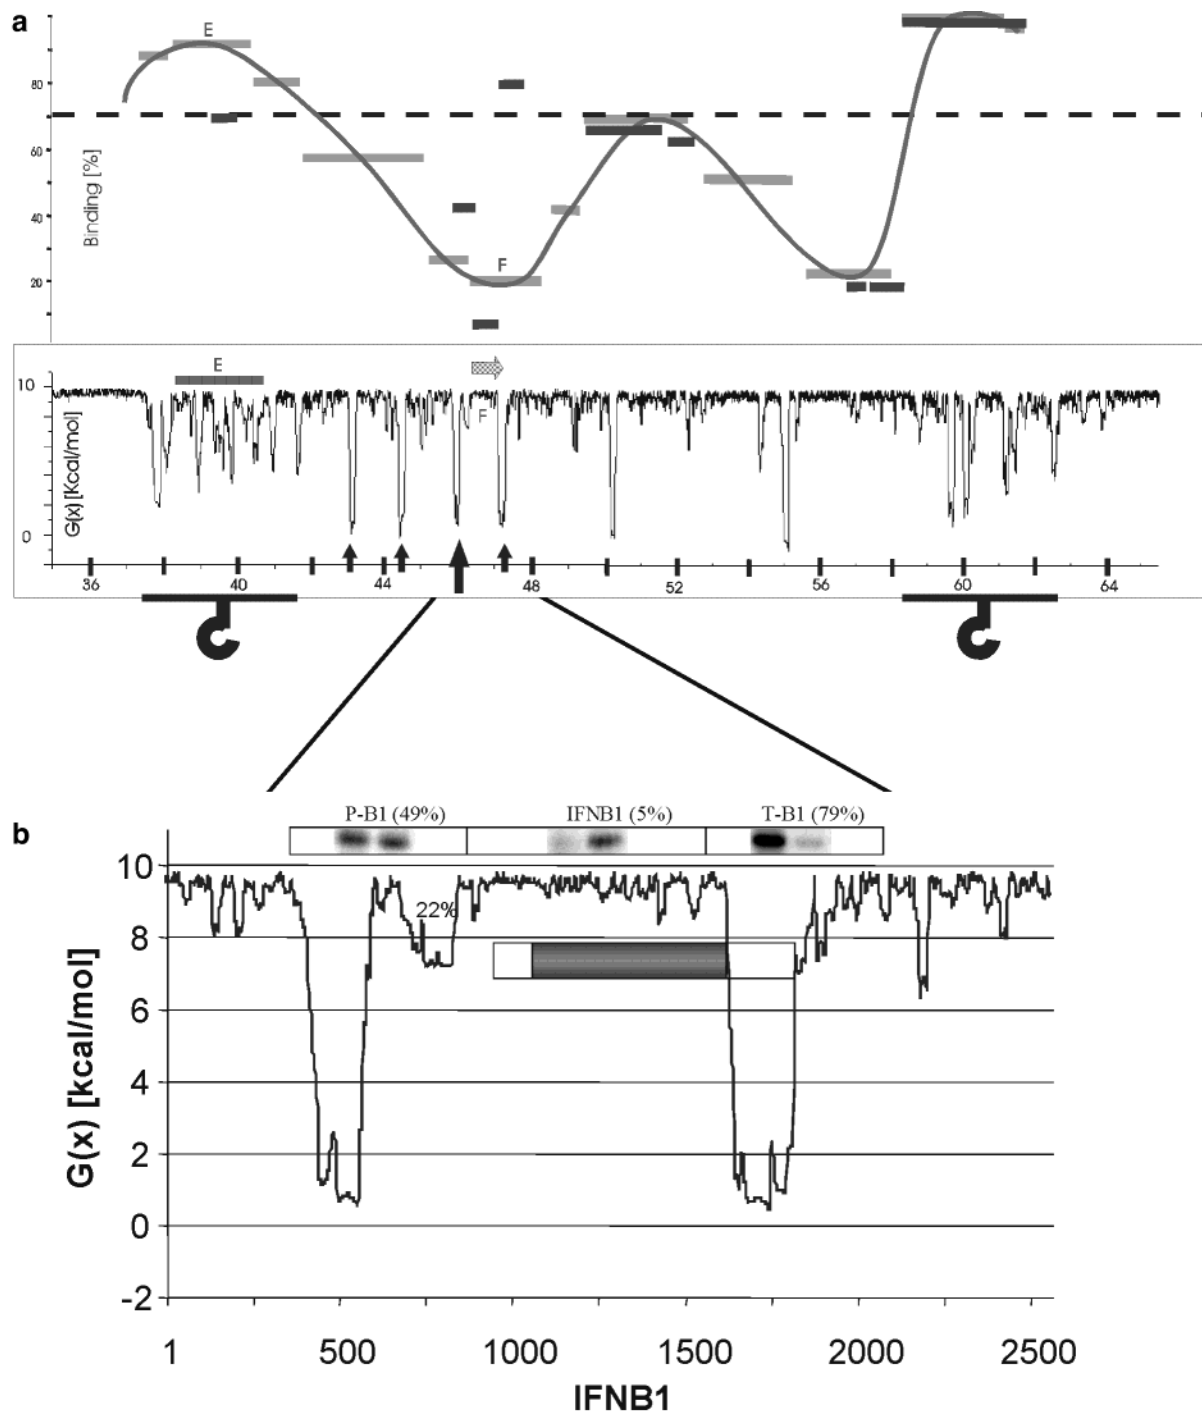 a
E
80
60
40
20
Binding [%]
F
E
10
0
G(x) [Kcal/mol]
F
36 40 44 48 52 56 60 64
b
P-B1 (49%) IFNB1 (5%) T-B1 (79%)
10
8
6
4
2
0
-2
22%
G(x) [kcal/mol]
1 500 1000 1500 2000 2500
IFNB1